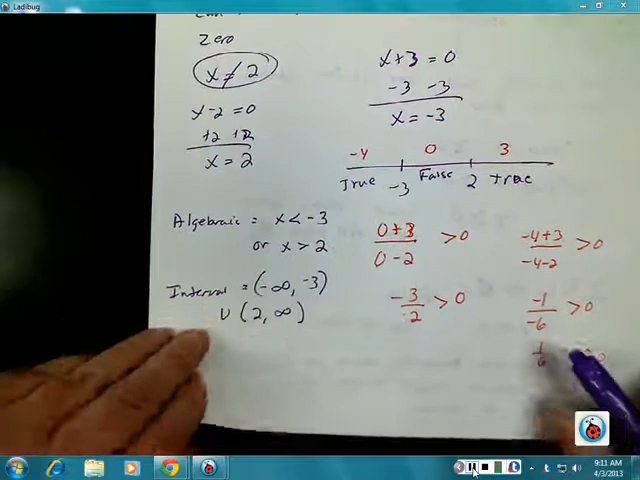 Ladibug
Zero
x ≠ 2
x-2 = 0
+2 +2
x = 2
x+3 = 0
-3 -3
x = -3
-4 0 3
True -3 False 2 True
Algebraic = x < -3
or x > 2
Interval = (-∞, -3)
∪ (2, ∞)
0+3
0-2 >0
-3
-2 >0
-4+3
-4-2 >0
-1
-6 >0
1
6
9:11 AM
4/3/2013